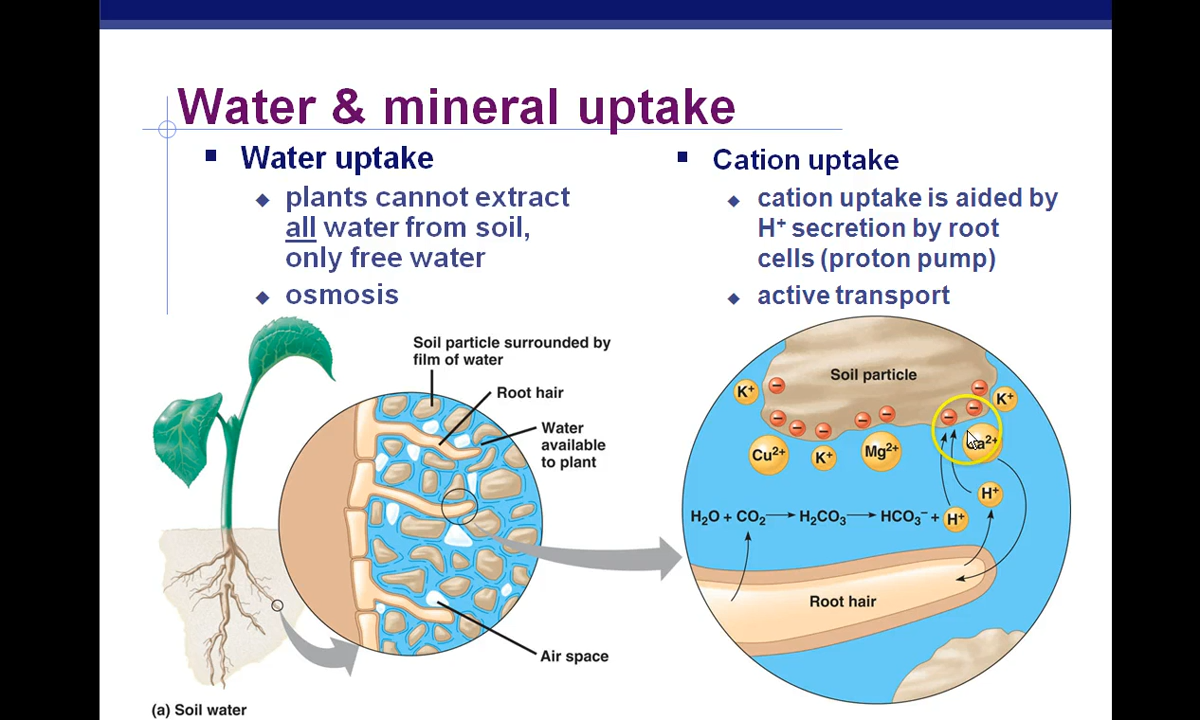 Water & mineral uptake
▪ Water uptake
◆ plants cannot extract
all water from soil,
only free water
◆ osmosis
▪ Cation uptake
◆ cation uptake is aided by
H⁺ secretion by root
cells (proton pump)
◆ active transport
Soil particle surrounded by
film of water
Root hair
Water
available
to plant
Air space
(a) Soil water
Soil particle
K⁺
−
−
−
−
−
−
−
−
−
K⁺
Cu²⁺
K⁺
Mg²⁺
Ca²⁺
H⁺
H₂O + CO₂ → H₂CO₃ → HCO₃⁻ + H⁺
Root hair